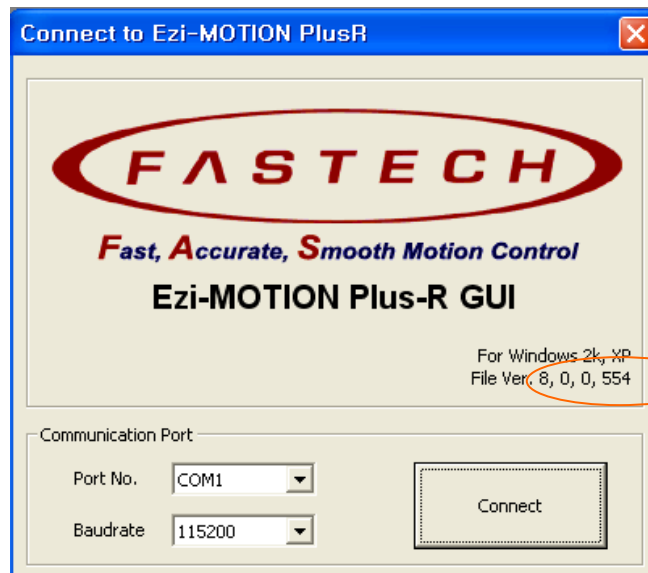 Connect to Ezi-MOTION PlusR
FASTECH
Fast, Accurate, Smooth Motion Control
Ezi-MOTION Plus-R GUI
For Windows 2k, XP
File Ver. 8, 0, 0, 554
Communication Port
Port No. COM1
Connect
Baudrate 115200